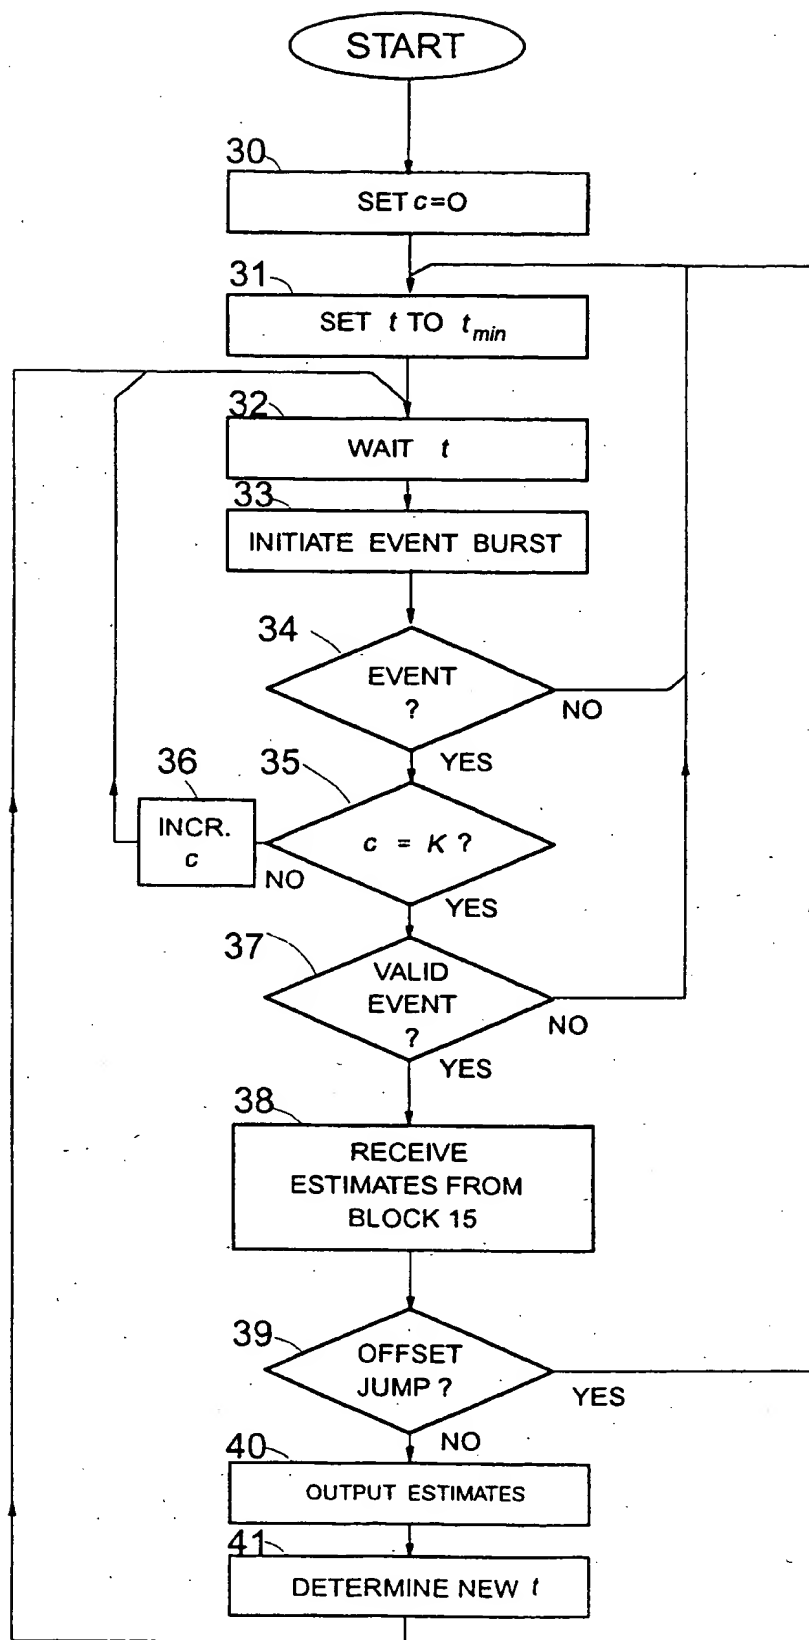 START
30
SET c=O
31
SET t TO tmin
32
WAIT t
33
INITIATE EVENT BURST
34
EVENT
?
NO
YES
36
35
INCR.
c
c = K ?
NO
YES
37
VALID
EVENT
?
NO
YES
38
RECEIVE
ESTIMATES FROM
BLOCK 15
39
OFFSET
JUMP ?
YES
NO
40
OUTPUT ESTIMATES
41
DETERMINE NEW t